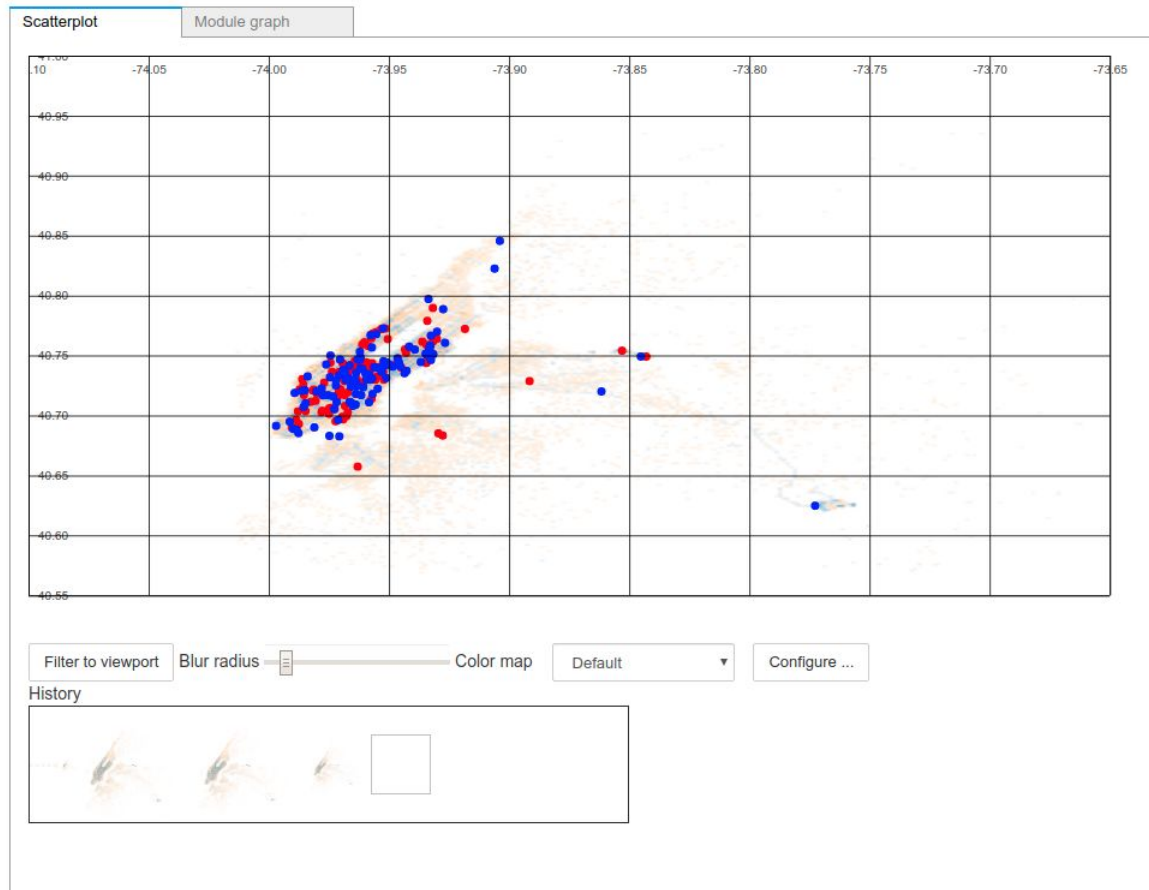 Scatterplot Module graph
.10 -74.05 -74.00 -73.95 -73.90 -73.85 -73.80 -73.75 -73.70 -73.65
40.95
40.90
40.85
40.80
40.75
40.70
40.65
40.60
40.55
Filter to viewport Blur radius Color map Default Configure ...
History